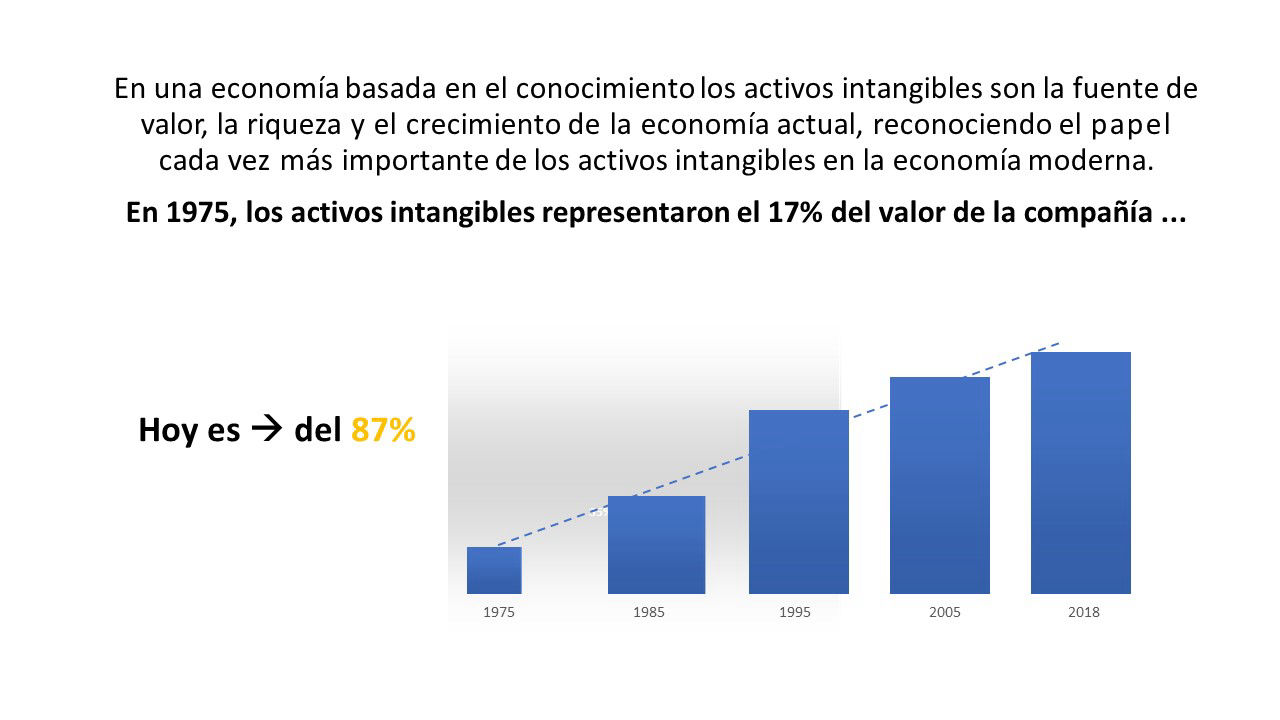 En una economía basada en el conocimiento los activos intangibles son la fuente de
valor, la riqueza y el crecimiento de la economía actual, reconociendo el papel
cada vez más importante de los activos intangibles en la economía moderna.
En 1975, los activos intangibles representaron el 17% del valor de la compañía ...
Hoy es → del 87%
1975 1985 1995 2005 2018